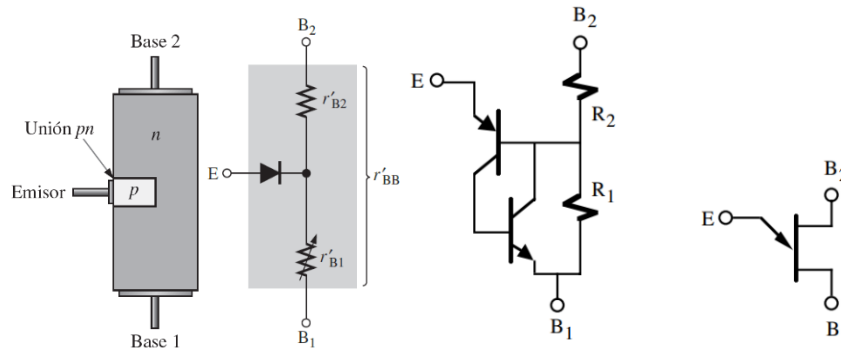 Base 2
Unión pn
n
p
Emisor
Base 1
B2
r′B2
E
r′BB
r′B1
B1
B2
E
R2
R1
B1
B2
E
B